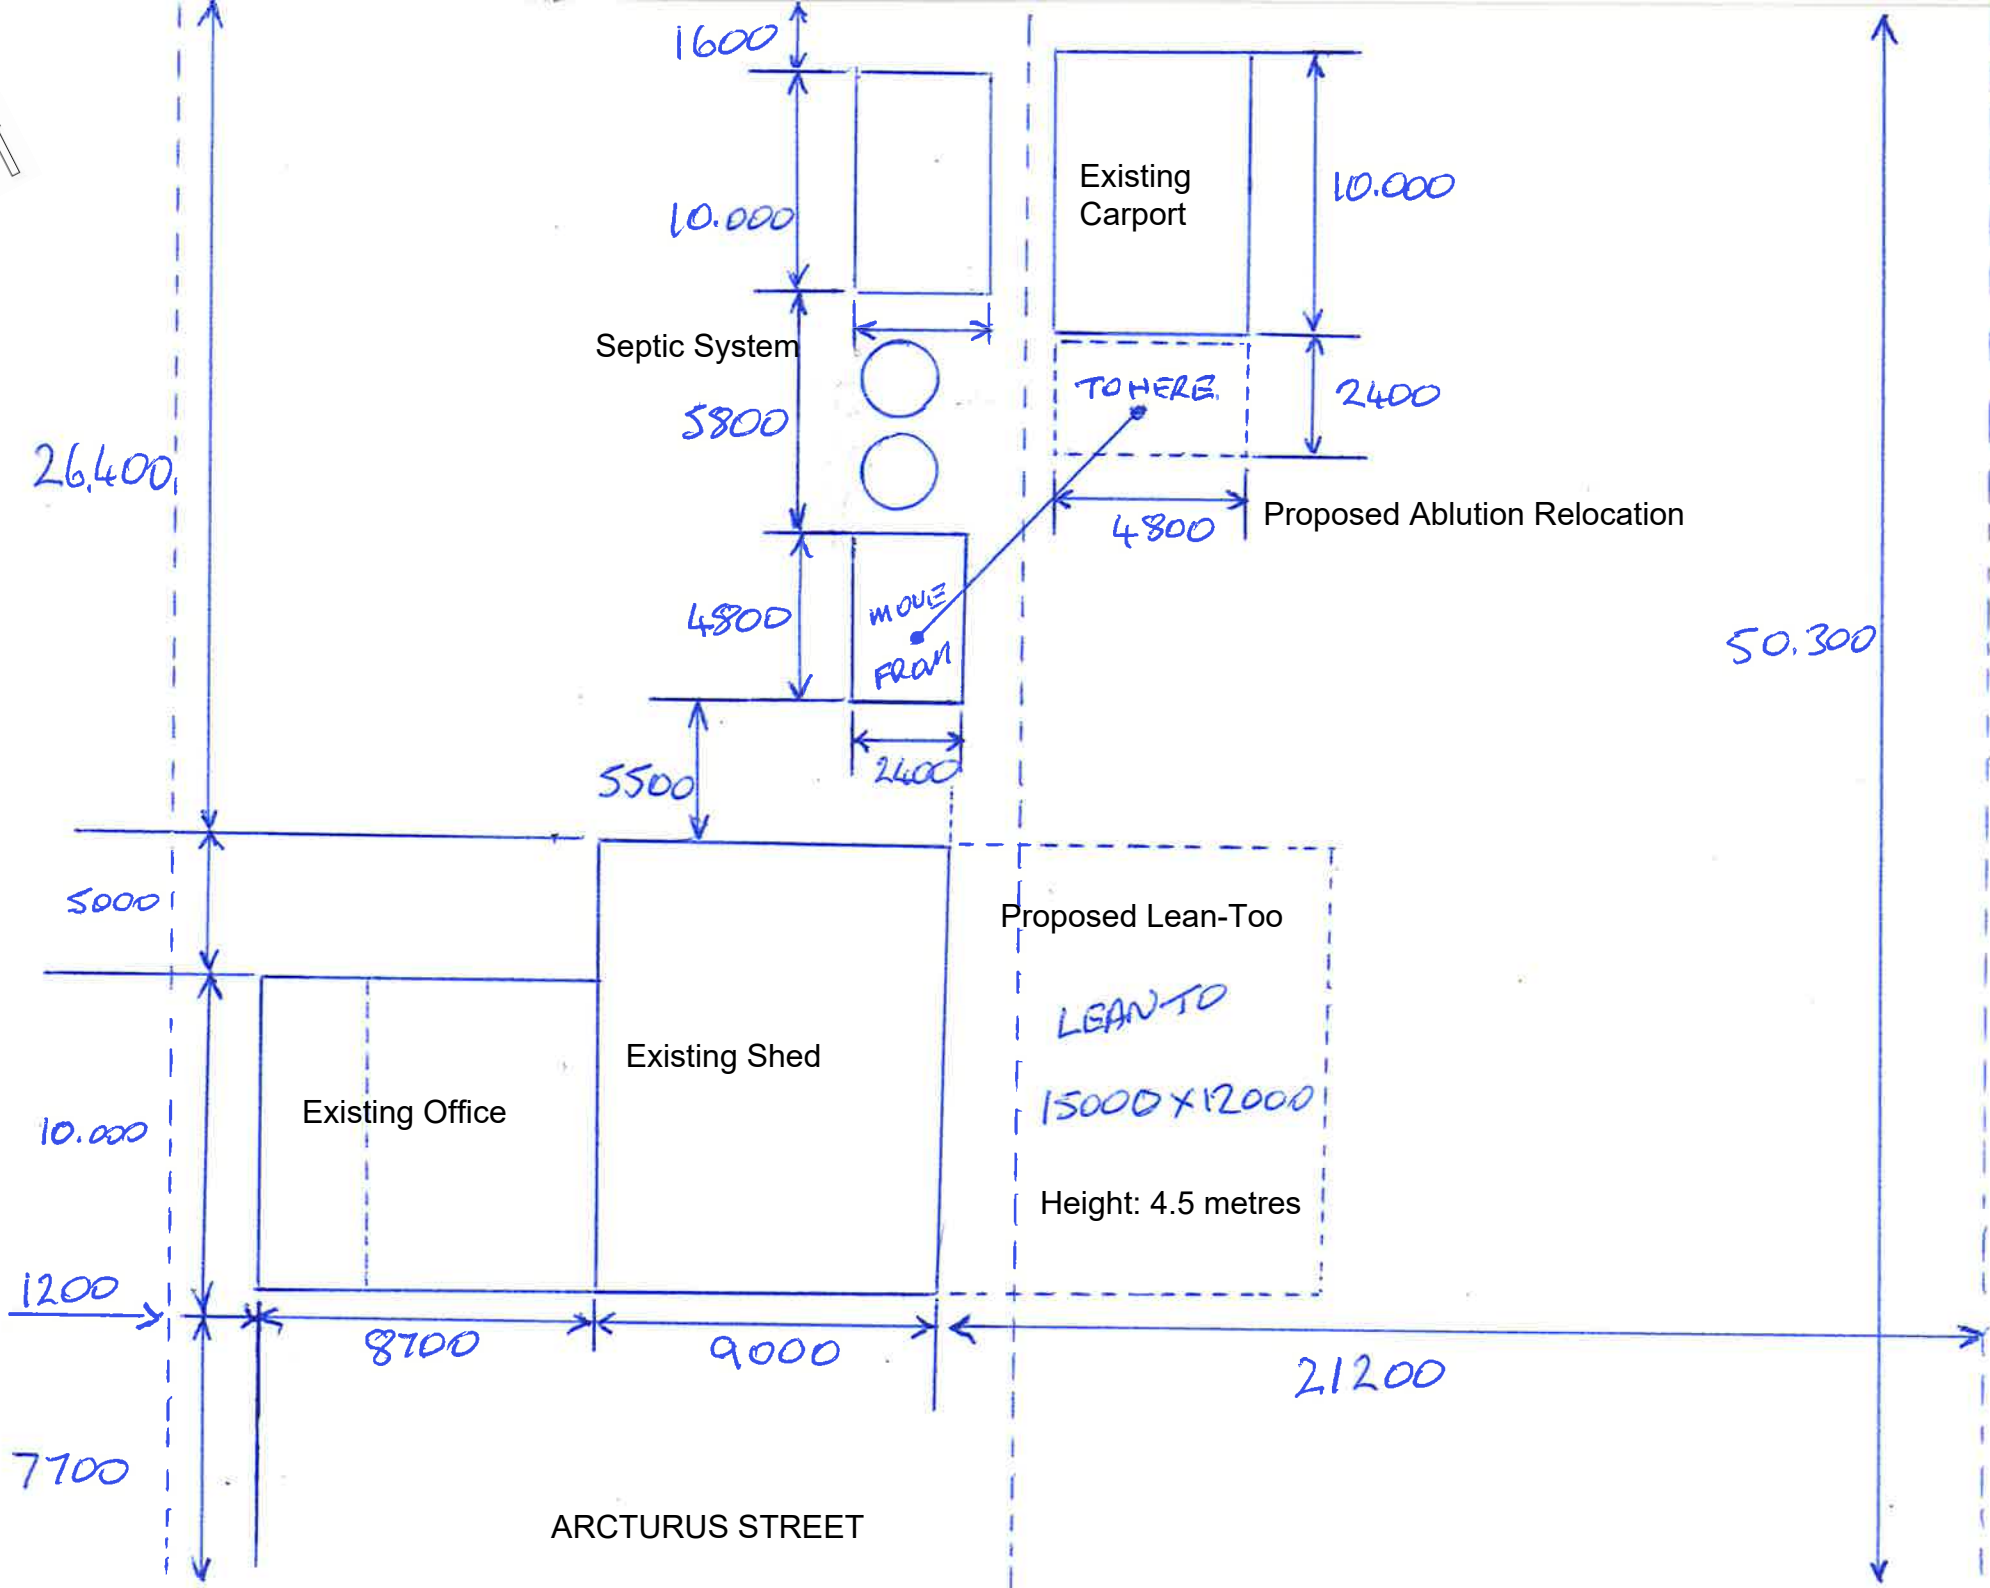 1600
10.000
Existing
Carport
10.000
Septic System
5800
TO HERE
2400
26,400
4800
Proposed Ablution Relocation
4800
MOVE
FROM
50.300
5500
2400
5000
Proposed Lean-Too
LEAN TO
Existing Shed
15000 X 12000
Existing Office
10.000
Height: 4.5 metres
1200
8700
9000
21200
7700
ARCTURUS STREET